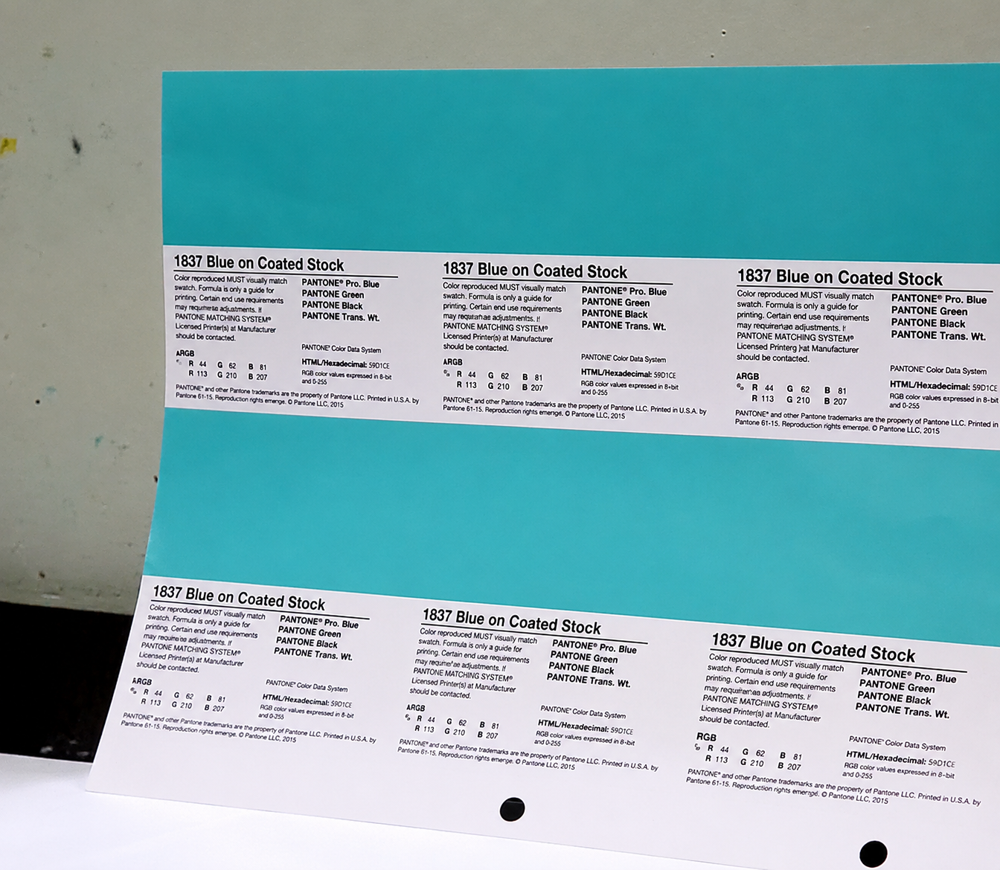 1837 Blue on Coated Stock
Color reproduced MUST visually match
swatch. Formula is only a guide for
printing. Certain end use requirements
may adjustments. If
PANTONE MATCHING SYSTEM®
Licensed Printer(s) at Manufacturer
should be contacted.
PANTONE® Pro. Blue
PANTONE Green
PANTONE Black
PANTONE Trans. Wt.
PANTONE® Color Data System
ARGB
R 44 G 62 B 81
R 113 G 210 B 207
HTML/Hexadecimal: 59D1CE
RGB color values expressed in 8-bit
and 0-255
PANTONE® and other Pantone trademarks are the property of Pantone LLC. Printed in U.S.A. by
Pantone 61-15. Reproduction rights © Pantone LLC, 2015
1837 Blue on Coated Stock
Color reproduced MUST visually match
swatch. Formula is only a guide for
printing. Certain end use requirements
may adjustments. If
PANTONE MATCHING SYSTEM®
Licensed Printer(s) at Manufacturer
should be contacted.
PANTONE® Pro. Blue
PANTONE Green
PANTONE Black
PANTONE Trans. Wt.
PANTONE® Color Data System
ARGB
R 44 G 62 B 81
R 113 G 210 B 207
HTML/Hexadecimal: 59D1CE
RGB color values expressed in 8-bit
and 0-255
PANTONE® and other Pantone trademarks are the property of Pantone LLC. Printed in U.S.A. by
Pantone 61-15. Reproduction rights © Pantone LLC, 2015
1837 Blue on Coated Stock
Color reproduced MUST visually match
swatch. Formula is only a guide for
printing. Certain end use requirements
may adjustments.
PANTONE MATCHING SYSTEM®
Licensed Manufacturer
should be contacted.
PANTONE® Pro. Blue
PANTONE Green
PANTONE Black
PANTONE Trans. Wt.
PANTONE® Color Data System
ARGB
R 44 G 62 B 81
R 113 G 210 B 207
HTML/Hexadecimal: 59D1CE
RGB color values expressed in 8-bit
and 0-255
PANTONE® and other Pantone trademarks are the property of Pantone LLC. Printed in
Pantone 61-15. Reproduction rights © Pantone LLC, 2015
1837 Blue on Coated Stock
Color reproduced MUST visually match
swatch. Formula is only a guide for
printing. Certain end use requirements
may adjustments. If
PANTONE MATCHING SYSTEM®
Licensed Printer(s) at Manufacturer
should be contacted.
PANTONE® Pro. Blue
PANTONE Green
PANTONE Black
PANTONE Trans. Wt.
PANTONE® Color Data System
ARGB
R 44 G 62 B 81
R 113 G 210 B 207
HTML/Hexadecimal: 59D1CE
RGB color values expressed in 8-bit
and 0-255
PANTONE® and other Pantone trademarks are the property of Pantone LLC. Printed in U.S.A. by
Pantone 61-15. Reproduction rights © Pantone LLC, 2015
1837 Blue on Coated Stock
Color reproduced MUST visually match
swatch. Formula is only a guide for
printing. Certain end use requirements
may adjustments. If
PANTONE MATCHING SYSTEM®
Licensed Printer(s) at Manufacturer
should be contacted.
PANTONE® Pro. Blue
PANTONE Green
PANTONE Black
PANTONE Trans. Wt.
PANTONE® Color Data System
ARGB
R 44 G 62 B 81
R 113 G 210 B 207
HTML/Hexadecimal: 59D1CE
RGB color values expressed in 8-bit
and 0-255
PANTONE® and other Pantone trademarks are the property of Pantone LLC. Printed in U.S.A. by
Pantone 61-15. Reproduction rights © Pantone LLC, 2015
1837 Blue on Coated Stock
Color reproduced MUST visually match
swatch. Formula is only a guide for
printing. Certain end use requirements
may adjustments.
PANTONE MATCHING SYSTEM®
Licensed Printer(s) at Manufacturer
should be contacted.
PANTONE® Pro. Blue
PANTONE Green
PANTONE Black
PANTONE Trans. Wt.
PANTONE® Color Data System
RGB
R 44 G 62 B 81
R 113 G 210 B 207
HTML/Hexadecimal: 59D1CE
RGB color values expressed in 8-bit
and 0-255
PANTONE® and other Pantone trademarks are the property of Pantone LLC. Printed in U.S.A. by
Pantone 61-15. Reproduction rights © Pantone LLC, 2015